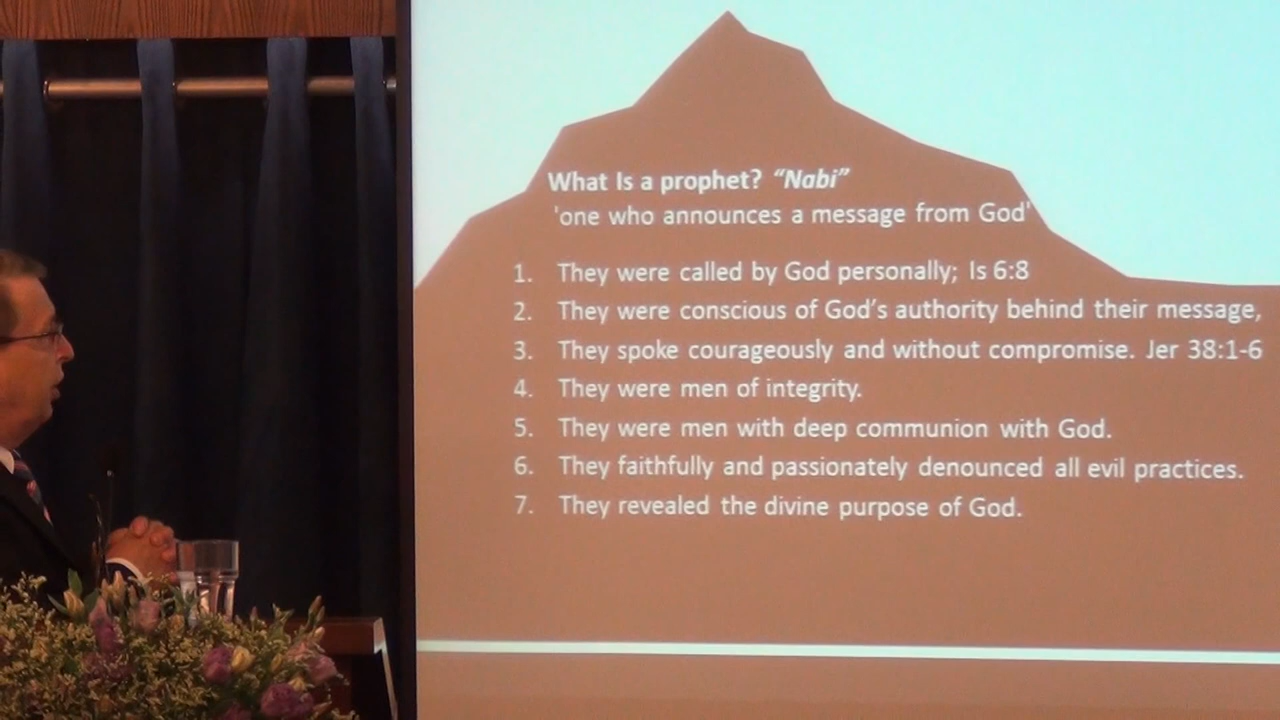 What Is a prophet? “Nabi”
'one who announces a message from God'
1. They were called by God personally; Is 6:8
2. They were conscious of God’s authority behind their message,
3. They spoke courageously and without compromise. Jer 38:1-6
4. They were men of integrity.
5. They were men with deep communion with God.
6. They faithfully and passionately denounced all evil practices.
7. They revealed the divine purpose of God.